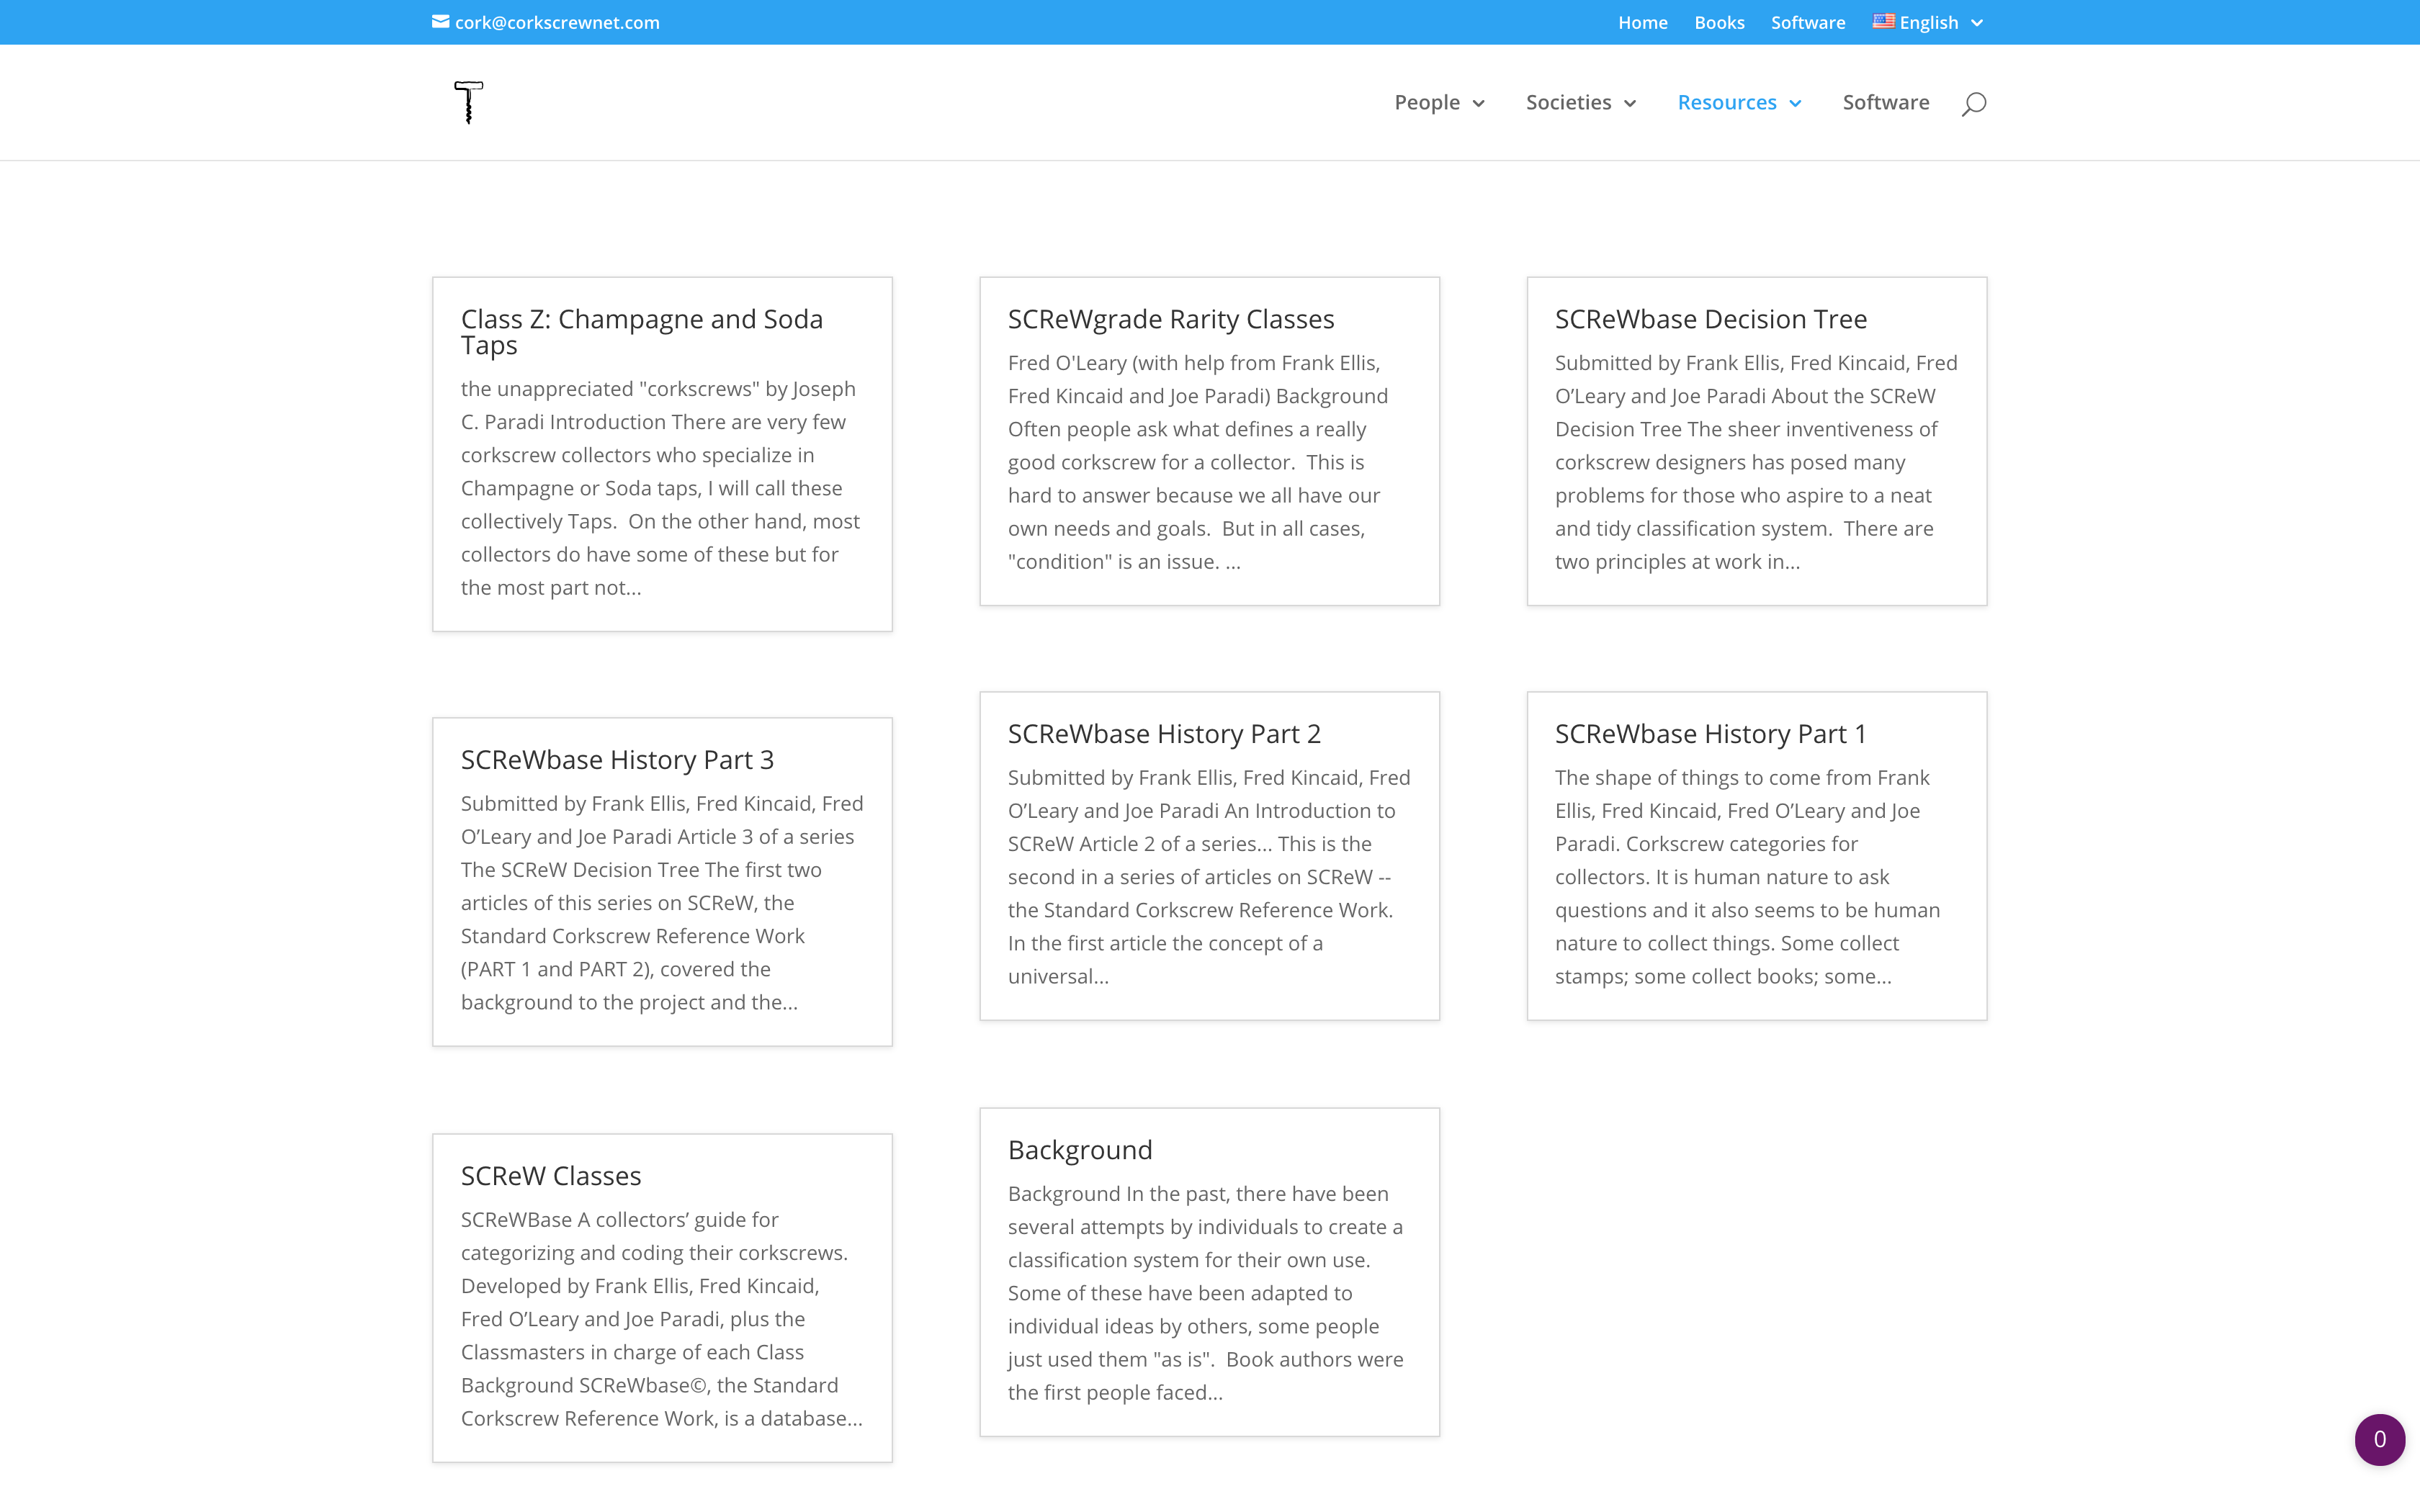 cork@corkscrewnet.com
Home Books Software English
People Societies Resources Software
Class Z: Champagne and Soda
Taps
the unappreciated "corkscrews" by Joseph
C. Paradi Introduction There are very few
corkscrew collectors who specialize in
Champagne or Soda taps, I will call these
collectively Taps.  On the other hand, most
collectors do have some of these but for
the most part not...
SCReWgrade Rarity Classes
Fred O'Leary (with help from Frank Ellis,
Fred Kincaid and Joe Paradi) Background
Often people ask what defines a really
good corkscrew for a collector.  This is
hard to answer because we all have our
own needs and goals.  But in all cases,
"condition" is an issue. ...
SCReWbase Decision Tree
Submitted by Frank Ellis, Fred Kincaid, Fred
O’Leary and Joe Paradi About the SCReW
Decision Tree The sheer inventiveness of
corkscrew designers has posed many
problems for those who aspire to a neat
and tidy classification system.  There are
two principles at work in...
SCReWbase History Part 3
Submitted by Frank Ellis, Fred Kincaid, Fred
O’Leary and Joe Paradi Article 3 of a series
The SCReW Decision Tree The first two
articles of this series on SCReW, the
Standard Corkscrew Reference Work
(PART 1 and PART 2), covered the
background to the project and the...
SCReWbase History Part 2
Submitted by Frank Ellis, Fred Kincaid, Fred
O’Leary and Joe Paradi An Introduction to
SCReW Article 2 of a series... This is the
second in a series of articles on SCReW --
the Standard Corkscrew Reference Work.
In the first article the concept of a
universal...
SCReWbase History Part 1
The shape of things to come from Frank
Ellis, Fred Kincaid, Fred O’Leary and Joe
Paradi. Corkscrew categories for
collectors. It is human nature to ask
questions and it also seems to be human
nature to collect things. Some collect
stamps; some collect books; some...
SCReW Classes
SCReWBase A collectors’ guide for
categorizing and coding their corkscrews.
Developed by Frank Ellis, Fred Kincaid,
Fred O’Leary and Joe Paradi, plus the
Classmasters in charge of each Class
Background SCReWbase©, the Standard
Corkscrew Reference Work, is a database...
Background
Background In the past, there have been
several attempts by individuals to create a
classification system for their own use.
Some of these have been adapted to
individual ideas by others, some people
just used them "as is".  Book authors were
the first people faced...
0